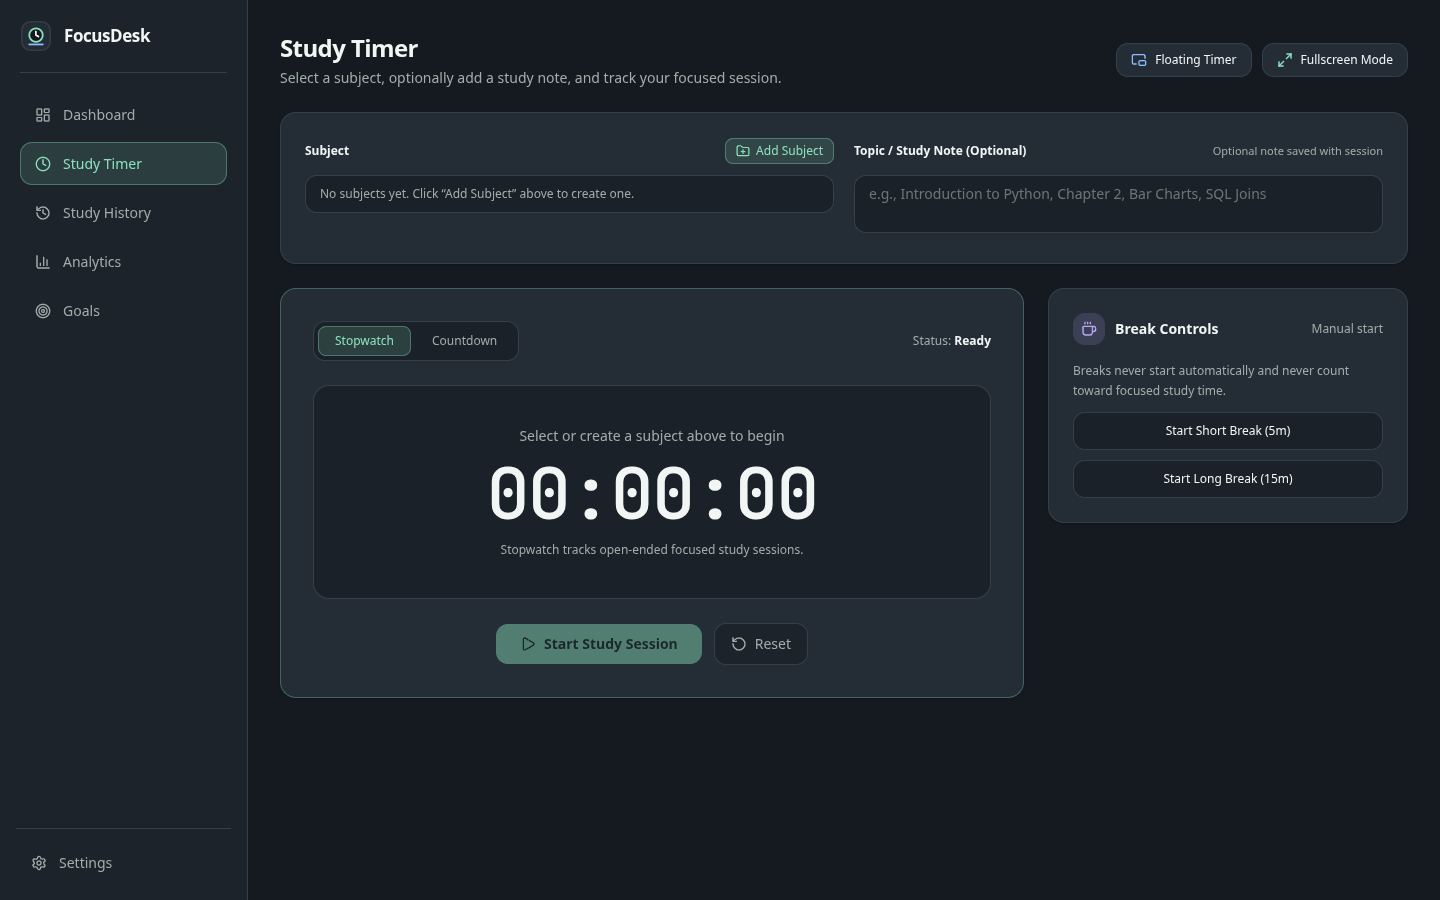 FocusDesk
Dashboard
Study Timer
Study History
Analytics
Goals
Settings
Study Timer
Select a subject, optionally add a study note, and track your focused session.
Floating Timer
Fullscreen Mode
Subject
Add Subject
No subjects yet. Click “Add Subject” above to create one.
Topic / Study Note (Optional)
Optional note saved with session
e.g., Introduction to Python, Chapter 2, Bar Charts, SQL Joins
Stopwatch
Countdown
Status: Ready
Select or create a subject above to begin
00:00:00
Stopwatch tracks open-ended focused study sessions.
Start Study Session
Reset
Break Controls
Manual start
Breaks never start automatically and never count
toward focused study time.
Start Short Break (5m)
Start Long Break (15m)